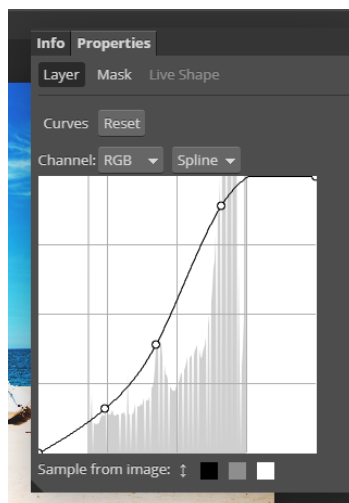 Info Properties
Layer Mask Live Shape
Curves Reset
Channel: RGB Spline
Sample from image: